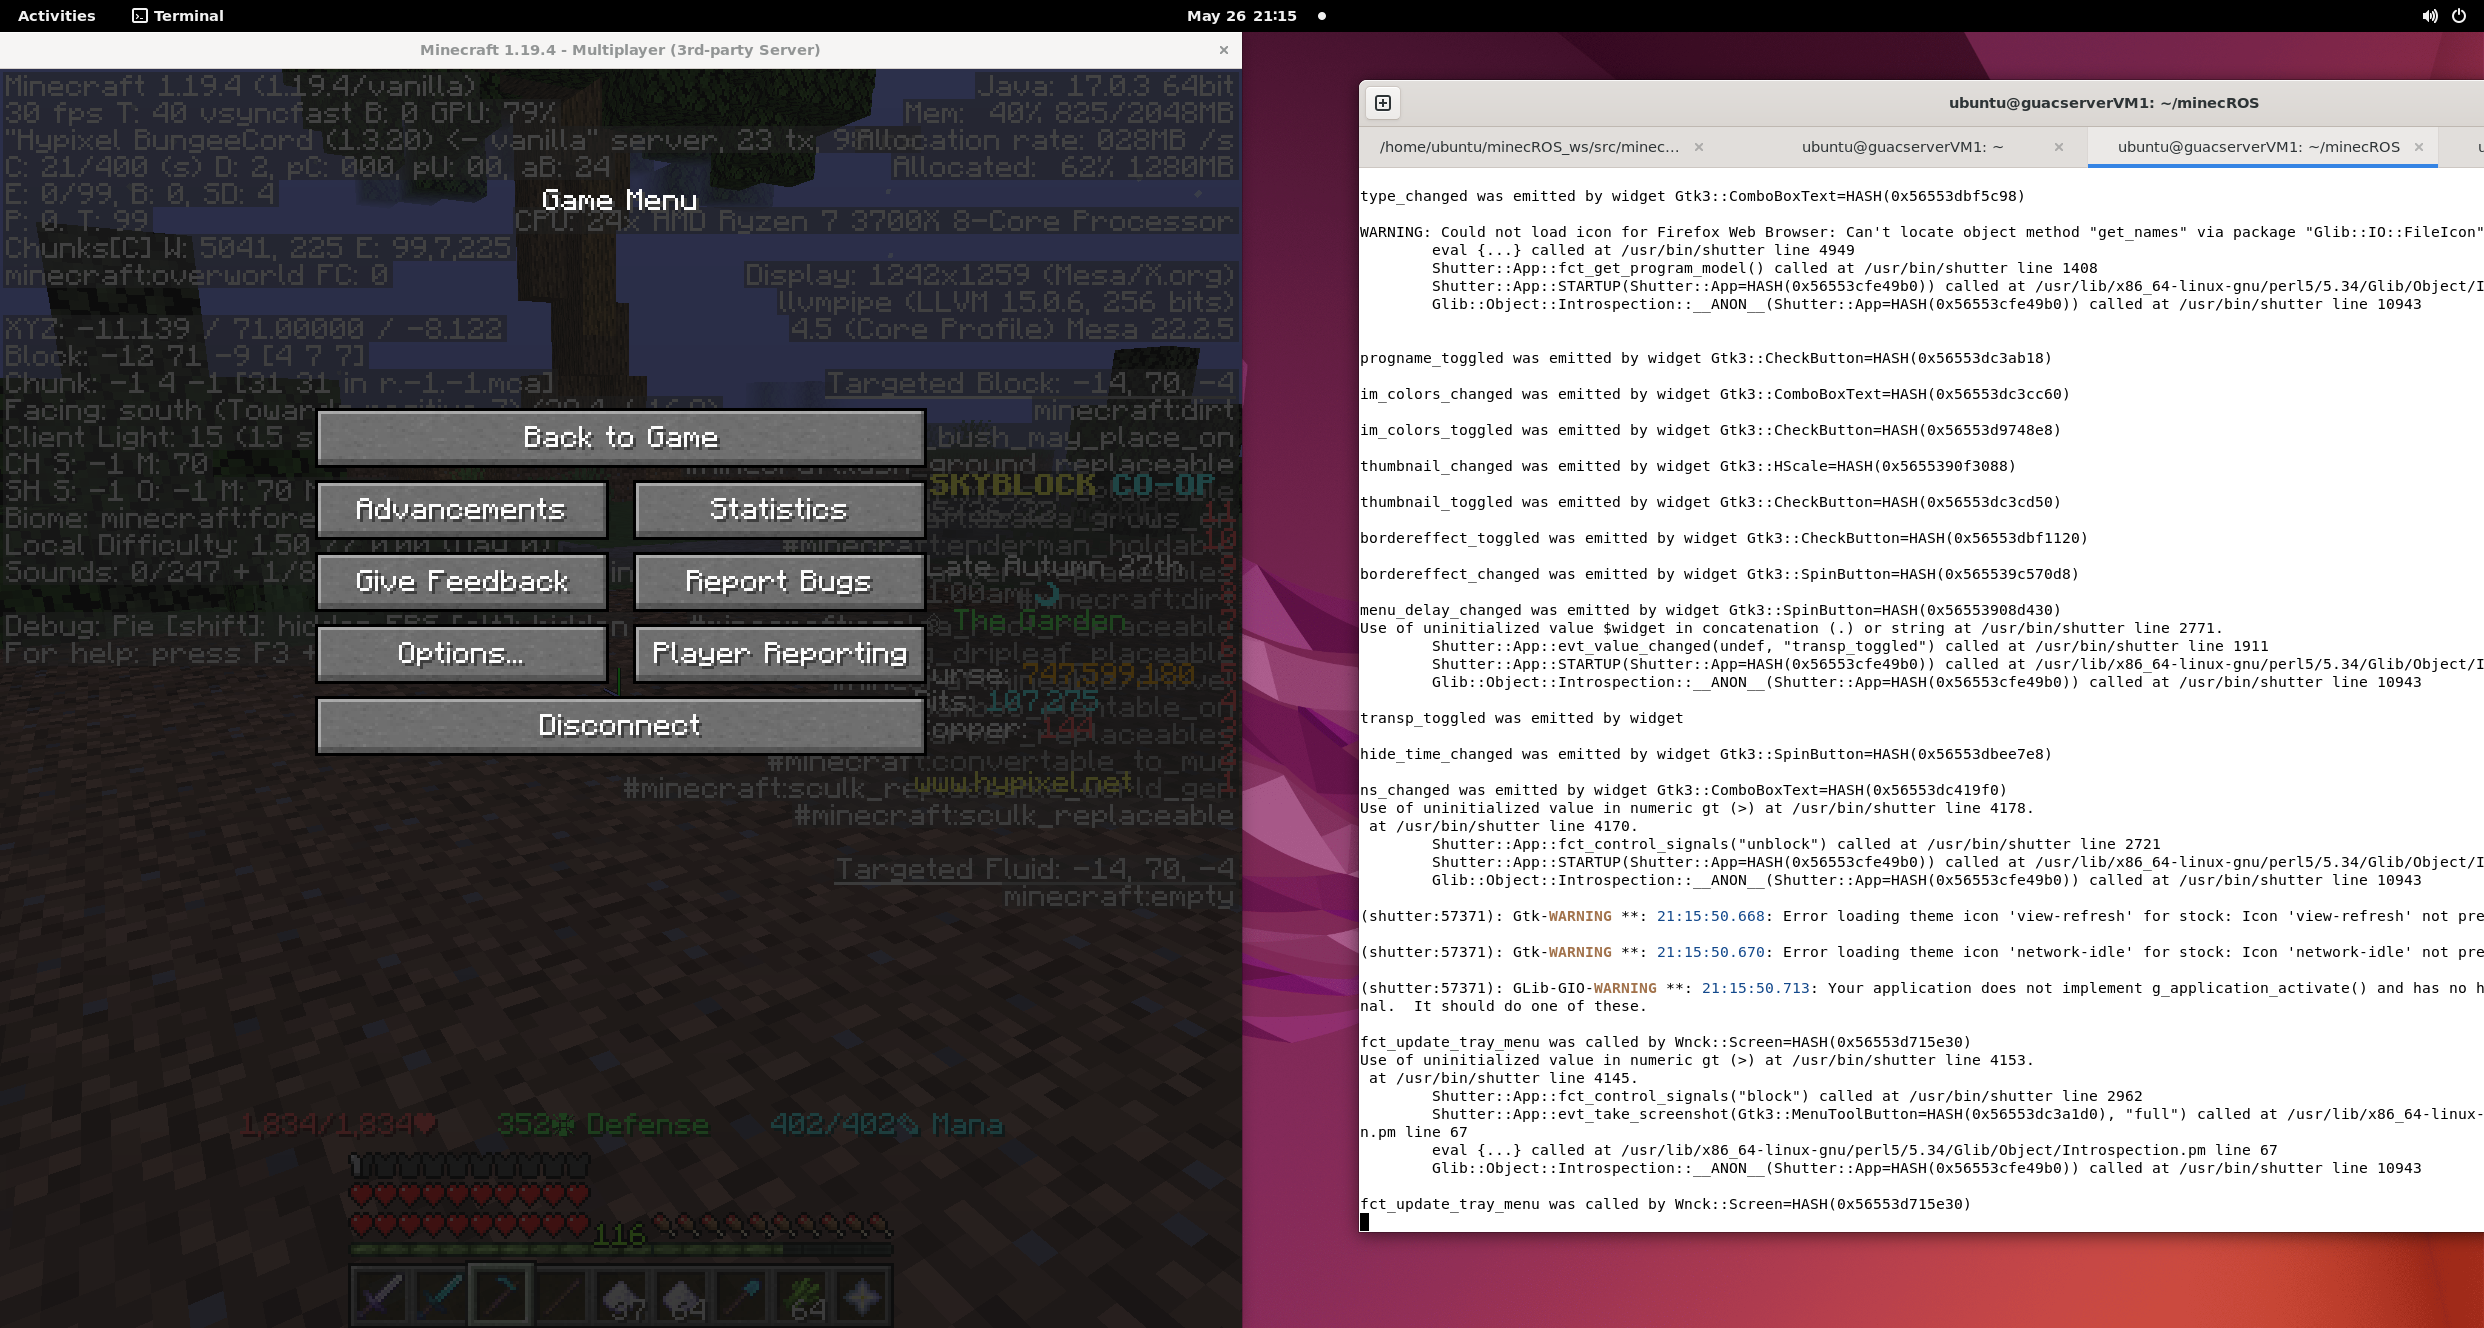 Activities
Terminal
May 26 21:15
Minecraft 1.19.4 - Multiplayer (3rd-party Server)
Minecraft 1.19.4 (1.19.4/vanilla)
30 fps T: 40 vsyncfast B: 0 GPU: 79%
"Hypixel BungeeCord (1.3.20) <- vanilla" server, 23 tx,
C: 21/400 (s) D: 2, pC: 000, pU: 00, aB: 24
E: 0/99, B: 0, SD: 4
P: 0. T: 99
Chunks[C] W: 5041, 225 E: 99,7,225
minecraft:overworld FC: 0
XYZ: -11.139 / 71.00000 / -8.122
Block: -12 71 -9 [4 7 7]
Chunk: -1 4 -1 [31 31 in r.-1.-1.mca]
Facing: south
Client Light: 15 (15 s
CH S: -1 M: 70
SH S: -1 O: -1 M: 70
Biome: minecraft:fore
Local Difficulty: 1.50
Sounds: 0/247 + 1/8
Debug: Pie [shift]: hidden
For help: press F3 +
Java: 17.0.3 64bit
Mem: 40% 825/2048MB
Allocation rate: 028MB /s
Allocated: 62% 1280MB
CPU: 24x AMD Ryzen 7 3700X 8-Core Processor
Display: 1242x1259 (Mesa/X.org)
llvmpipe (LLVM 15.0.6, 256 bits)
4.5 (Core Profile) Mesa 22.2.5
Targeted Block: -14, 70, -4
minecraft:dirt
bush_may_place_on
ground_replaceable
SKYBLOCK CO-OP
enderman_holdab
ate Autumn 27th
1:00am
The Garden
urse: 747,599,180
its: 107,275
opper: 144
#minecraft:convertable_to_mud
www.hypixel.net
#minecraft:sculk_replaceable
Targeted Fluid: -14, 70, -4
minecraft:empty
Game Menu
Back to Game
Advancements
Statistics
Give Feedback
Report Bugs
Options...
Player Reporting
Disconnect
1,834/1,834❤
352 Defense
402/402 Mana
116
37
64
64
ubuntu@guacserverVM1: ~/minecROS
/home/ubuntu/minecROS_ws/src/minec...
ubuntu@guacserverVM1: ~
ubuntu@guacserverVM1: ~/minecROS
type_changed was emitted by widget Gtk3::ComboBoxText=HASH(0x56553dbf5c98)
WARNING: Could not load icon for Firefox Web Browser: Can't locate object method "get_names" via package "Glib::IO::FileIcon"
eval {...} called at /usr/bin/shutter line 4949
Shutter::App::fct_get_program_model() called at /usr/bin/shutter line 1408
Shutter::App::STARTUP(Shutter::App=HASH(0x56553cfe49b0)) called at /usr/lib/x86_64-linux-gnu/perl5/5.34/Glib/Object/I
Glib::Object::Introspection::__ANON__(Shutter::App=HASH(0x56553cfe49b0)) called at /usr/bin/shutter line 10943
progname_toggled was emitted by widget Gtk3::CheckButton=HASH(0x56553dc3ab18)
im_colors_changed was emitted by widget Gtk3::ComboBoxText=HASH(0x56553dc3cc60)
im_colors_toggled was emitted by widget Gtk3::CheckButton=HASH(0x56553d9748e8)
thumbnail_changed was emitted by widget Gtk3::HScale=HASH(0x5655390f3088)
thumbnail_toggled was emitted by widget Gtk3::CheckButton=HASH(0x56553dc3cd50)
bordereffect_toggled was emitted by widget Gtk3::CheckButton=HASH(0x56553dbf1120)
bordereffect_changed was emitted by widget Gtk3::SpinButton=HASH(0x565539c570d8)
menu_delay_changed was emitted by widget Gtk3::SpinButton=HASH(0x56553908d430)
Use of uninitialized value $widget in concatenation (.) or string at /usr/bin/shutter line 2771.
Shutter::App::evt_value_changed(undef, "transp_toggled") called at /usr/bin/shutter line 1911
Shutter::App::STARTUP(Shutter::App=HASH(0x56553cfe49b0)) called at /usr/lib/x86_64-linux-gnu/perl5/5.34/Glib/Object/I
Glib::Object::Introspection::__ANON__(Shutter::App=HASH(0x56553cfe49b0)) called at /usr/bin/shutter line 10943
transp_toggled was emitted by widget
hide_time_changed was emitted by widget Gtk3::SpinButton=HASH(0x56553dbee7e8)
ns_changed was emitted by widget Gtk3::ComboBoxText=HASH(0x56553dc419f0)
Use of uninitialized value in numeric gt (>) at /usr/bin/shutter line 4178.
at /usr/bin/shutter line 4170.
Shutter::App::fct_control_signals("unblock") called at /usr/bin/shutter line 2721
Shutter::App::STARTUP(Shutter::App=HASH(0x56553cfe49b0)) called at /usr/lib/x86_64-linux-gnu/perl5/5.34/Glib/Object/I
Glib::Object::Introspection::__ANON__(Shutter::App=HASH(0x56553cfe49b0)) called at /usr/bin/shutter line 10943
(shutter:57371): Gtk-WARNING **: 21:15:50.668: Error loading theme icon 'view-refresh' for stock: Icon 'view-refresh' not pre
(shutter:57371): Gtk-WARNING **: 21:15:50.670: Error loading theme icon 'network-idle' for stock: Icon 'network-idle' not pre
(shutter:57371): GLib-GIO-WARNING **: 21:15:50.713: Your application does not implement g_application_activate() and has no h
nal.  It should do one of these.
fct_update_tray_menu was called by Wnck::Screen=HASH(0x56553d715e30)
Use of uninitialized value in numeric gt (>) at /usr/bin/shutter line 4153.
at /usr/bin/shutter line 4145.
Shutter::App::fct_control_signals("block") called at /usr/bin/shutter line 2962
Shutter::App::evt_take_screenshot(Gtk3::MenuToolButton=HASH(0x56553dc3a1d0), "full") called at /usr/lib/x86_64-linux-
n.pm line 67
eval {...} called at /usr/lib/x86_64-linux-gnu/perl5/5.34/Glib/Object/Introspection.pm line 67
Glib::Object::Introspection::__ANON__(Shutter::App=HASH(0x56553cfe49b0)) called at /usr/bin/shutter line 10943
fct_update_tray_menu was called by Wnck::Screen=HASH(0x56553d715e30)